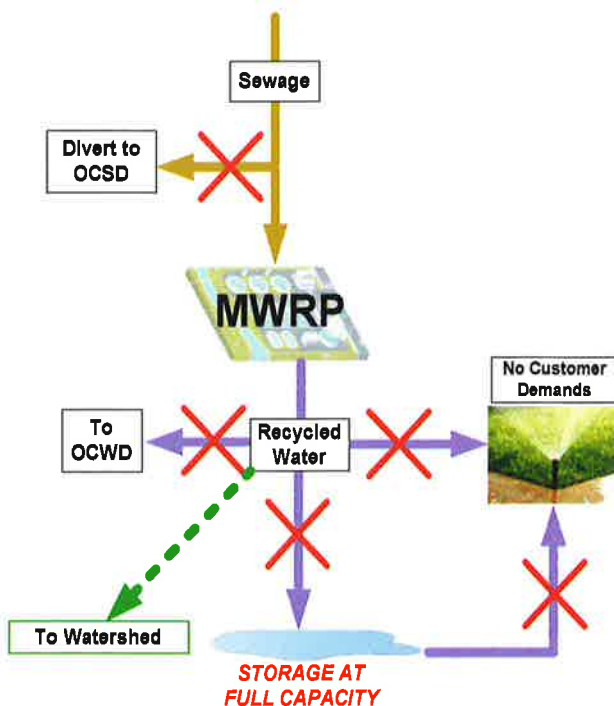 Sewage
Divert to
OCSD
MWRP
No Customer
Demands
To
OCWD
Recycled
Water
To Watershed
STORAGE AT
FULL CAPACITY